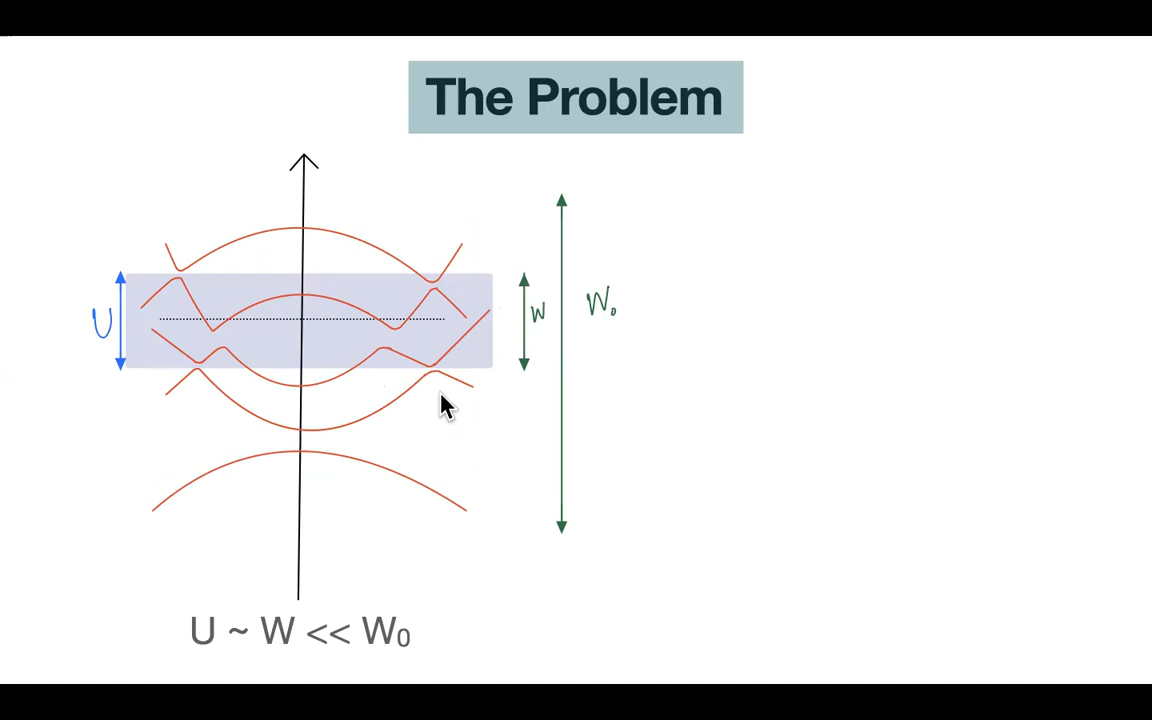 The Problem
U
W
W₀
U ~ W << W₀